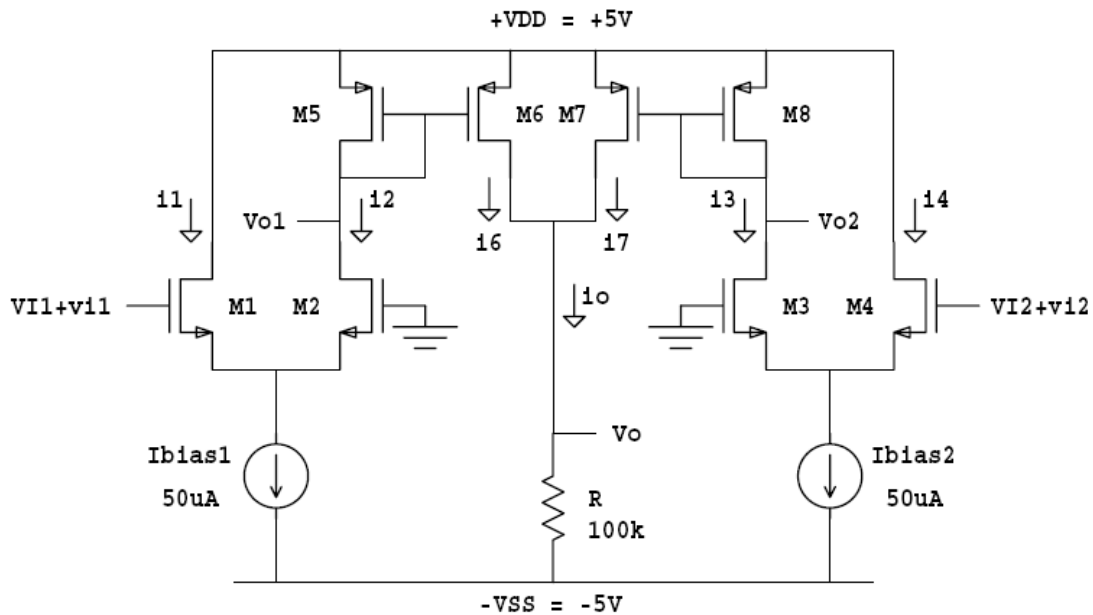 +VDD = +5V
M5
M6
M7
M8
i1
i2
i3
i4
Vo1
i6
i7
Vo2
VI1+vi1
M1
M2
io
M3
M4
VI2+vi2
Vo
Ibias1
50uA
R
100k
Ibias2
50uA
-VSS = -5V